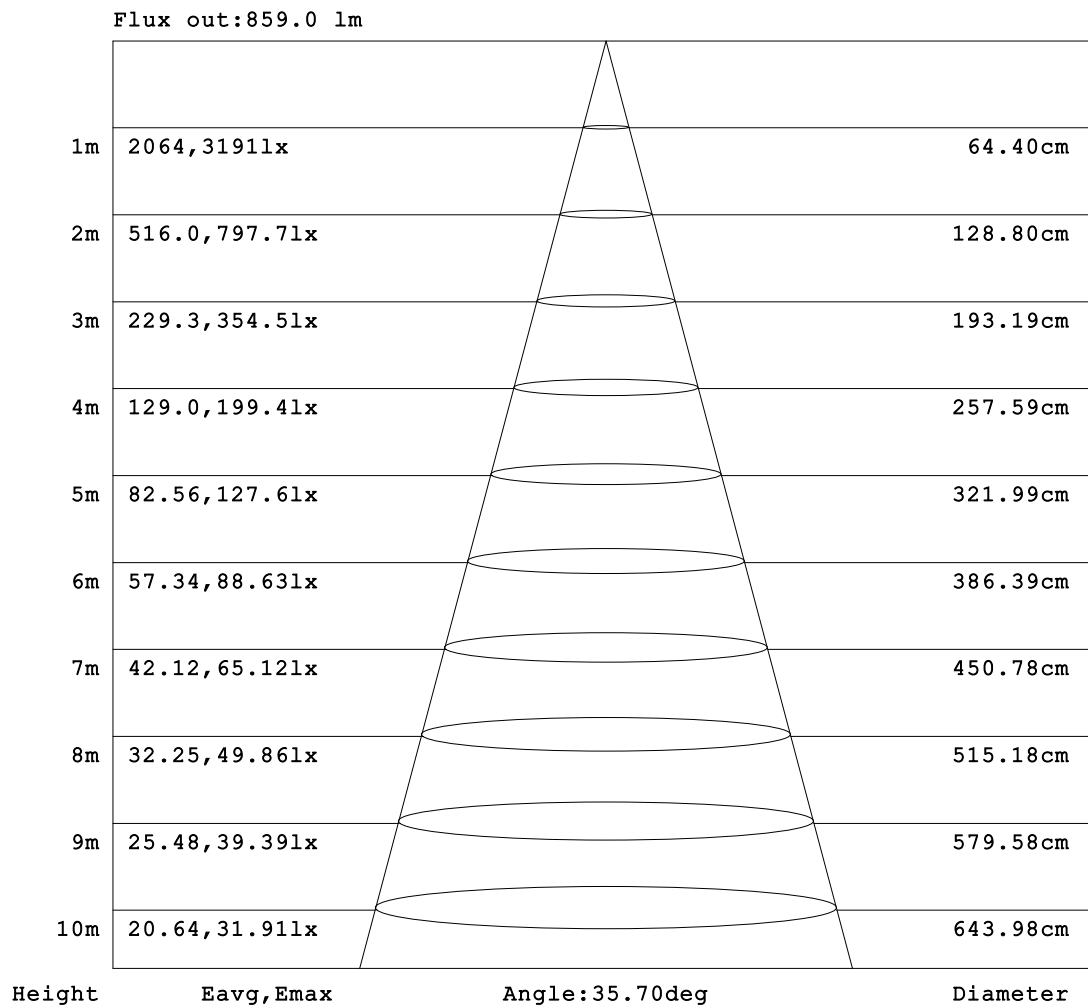 Flux out:859.0 lm
1m 2064,3191lx 64.40cm
2m 516.0,797.7lx 128.80cm
3m 229.3,354.5lx 193.19cm
4m 129.0,199.4lx 257.59cm
5m 82.56,127.6lx 321.99cm
6m 57.34,88.63lx 386.39cm
7m 42.12,65.12lx 450.78cm
8m 32.25,49.86lx 515.18cm
9m 25.48,39.39lx 579.58cm
10m 20.64,31.91lx 643.98cm
Height Eavg,Emax Angle:35.70deg Diameter